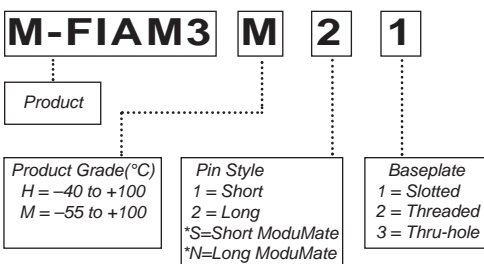 M-FIAM3 M 2 1
Product
Product Grade(°C)
H = –40 to +100
M = –55 to +100
Pin Style
1 = Short
2 = Long
*S=Short ModuMate
*N=Long ModuMate
Baseplate
1 = Slotted
2 = Threaded
3 = Thru-hole